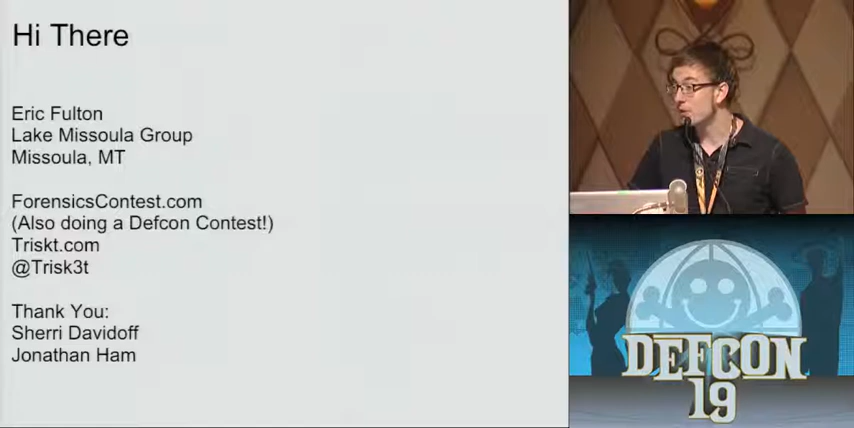 Hi There
Eric Fulton
Lake Missoula Group
Missoula, MT
ForensicsContest.com
(Also doing a Defcon Contest!)
Triskt.com
@Trisk3t
Thank You:
Sherri Davidoff
Jonathan Ham
DEFCON
19